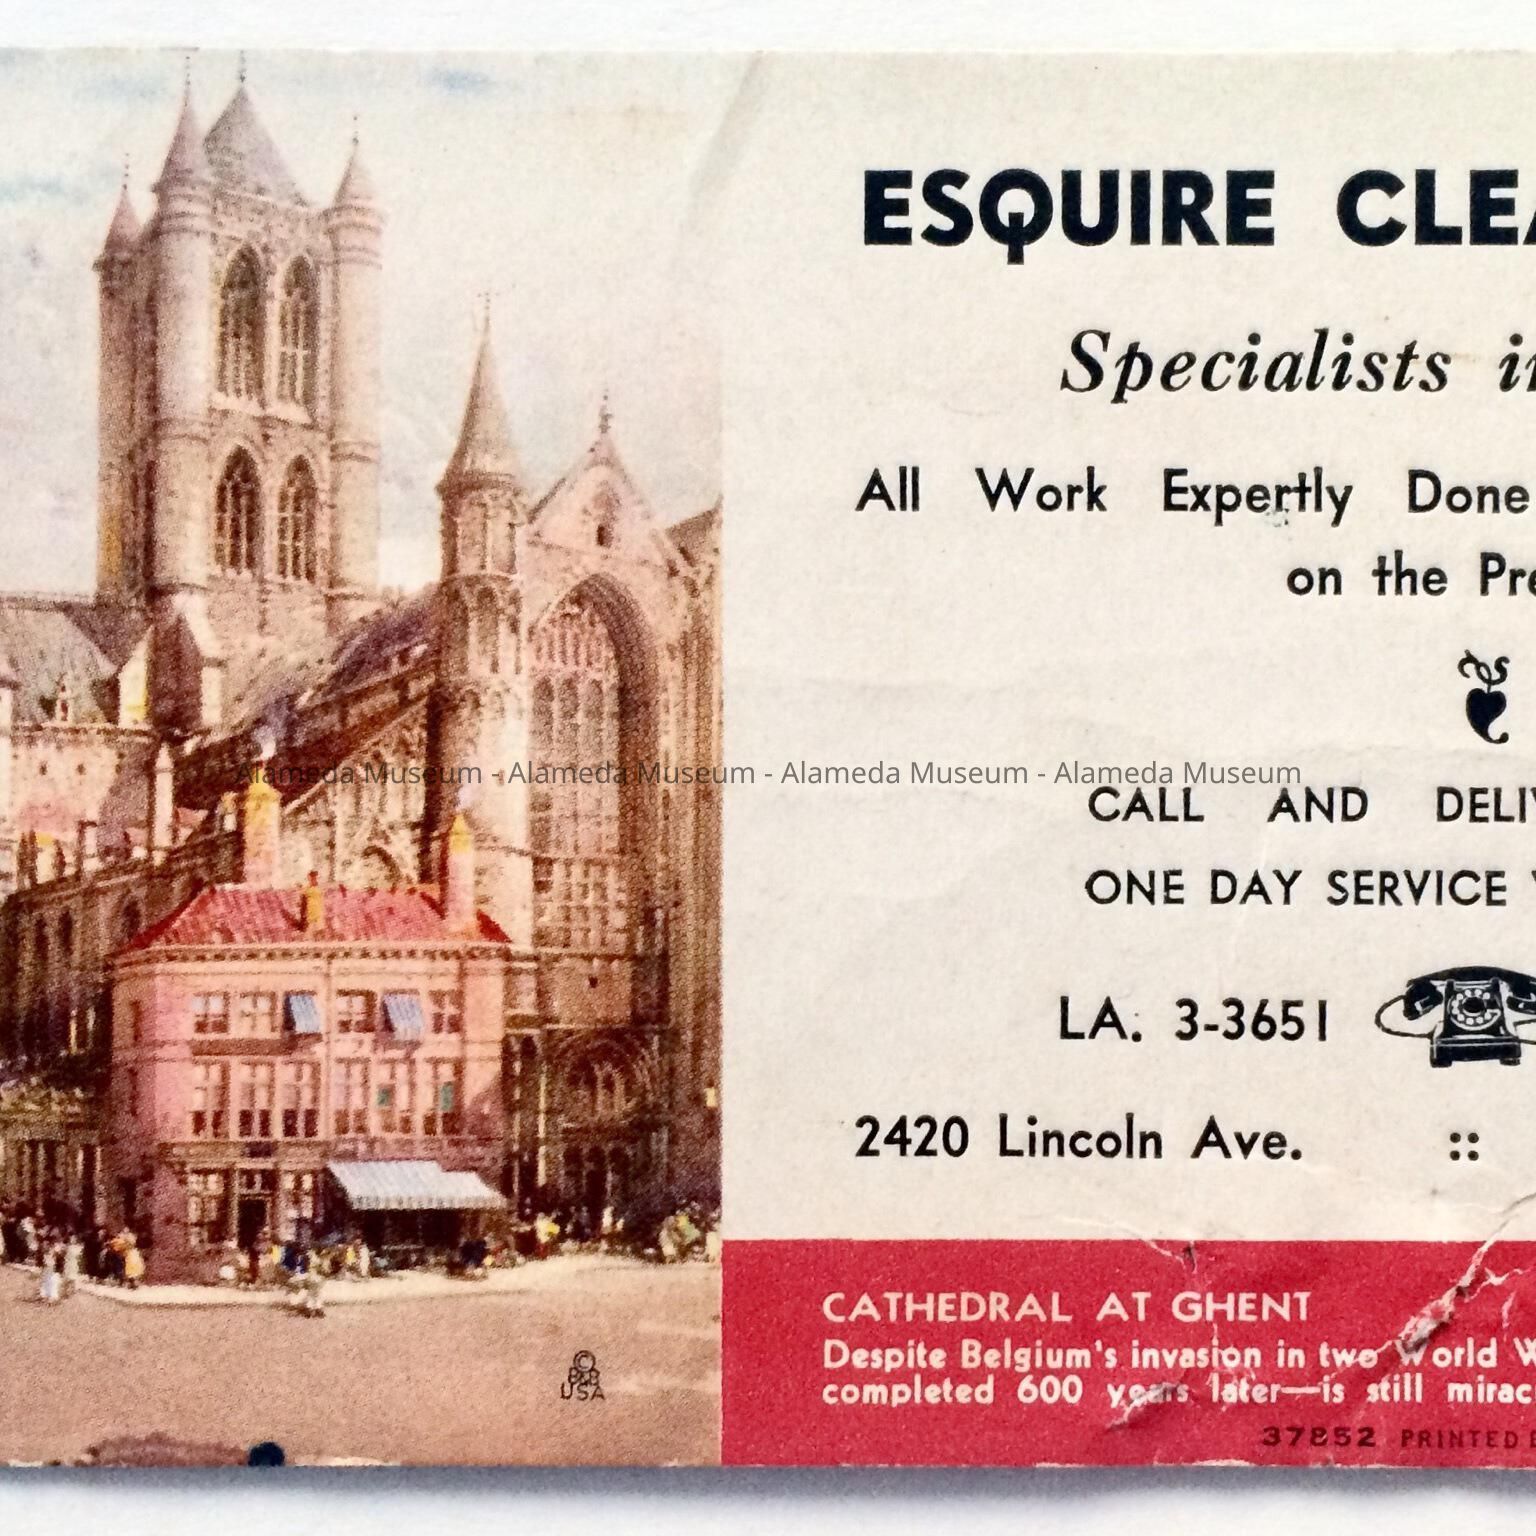 ESQUIRE CLEA
Specialists i
All Work Expertly Done
on the Pre
Alameda Museum - Alameda Museum - Alameda Museum - Alameda Museum
CALL AND DELIV
ONE DAY SERVICE
LA. 3-3651
2420 Lincoln Ave. ::
CATHEDRAL AT GHENT
Despite Belgium's invasion in two World W
completed 600 years later—is still mirac
37852 PRINTED
©
USA